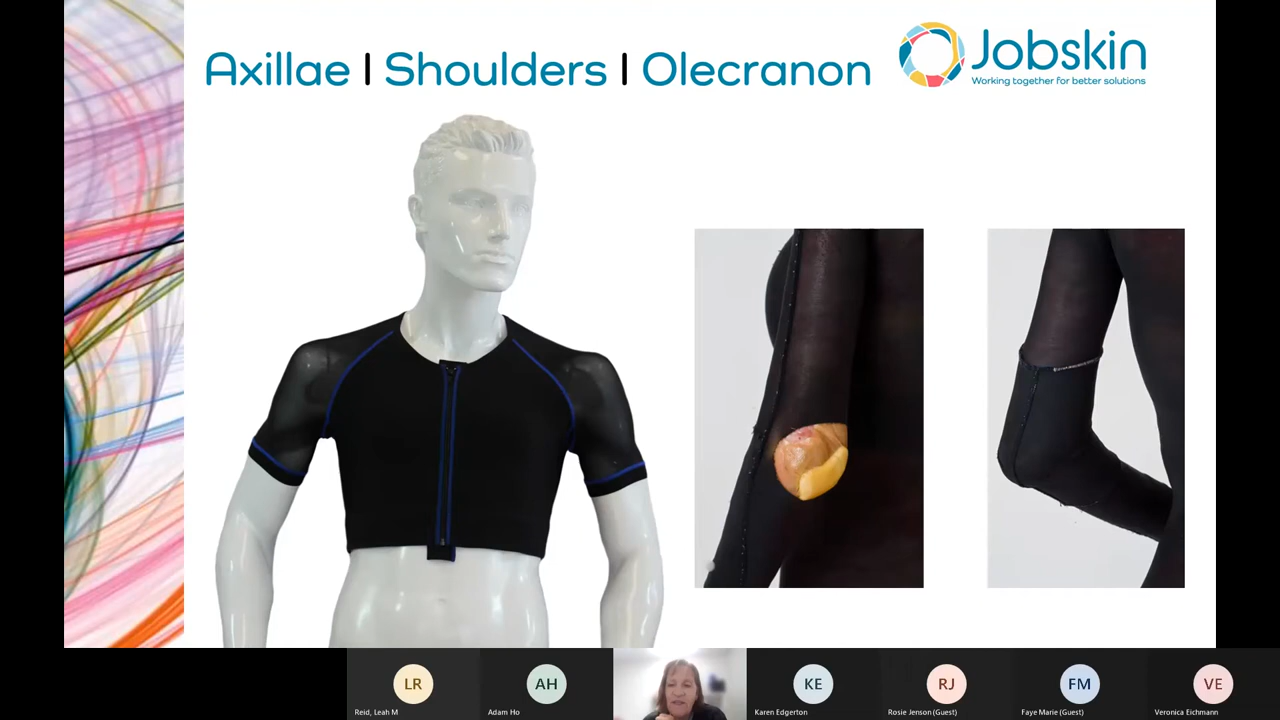 Axillae | Shoulders | Olecranon
Jobskin
Working together for better solutions
LR
AH
KE
RJ
FM
VE
Reid, Leah M
Adam Ho
Karen Edgerton
Rosie Jenson (Guest)
Faye Marie (Guest)
Veronica Eichmann